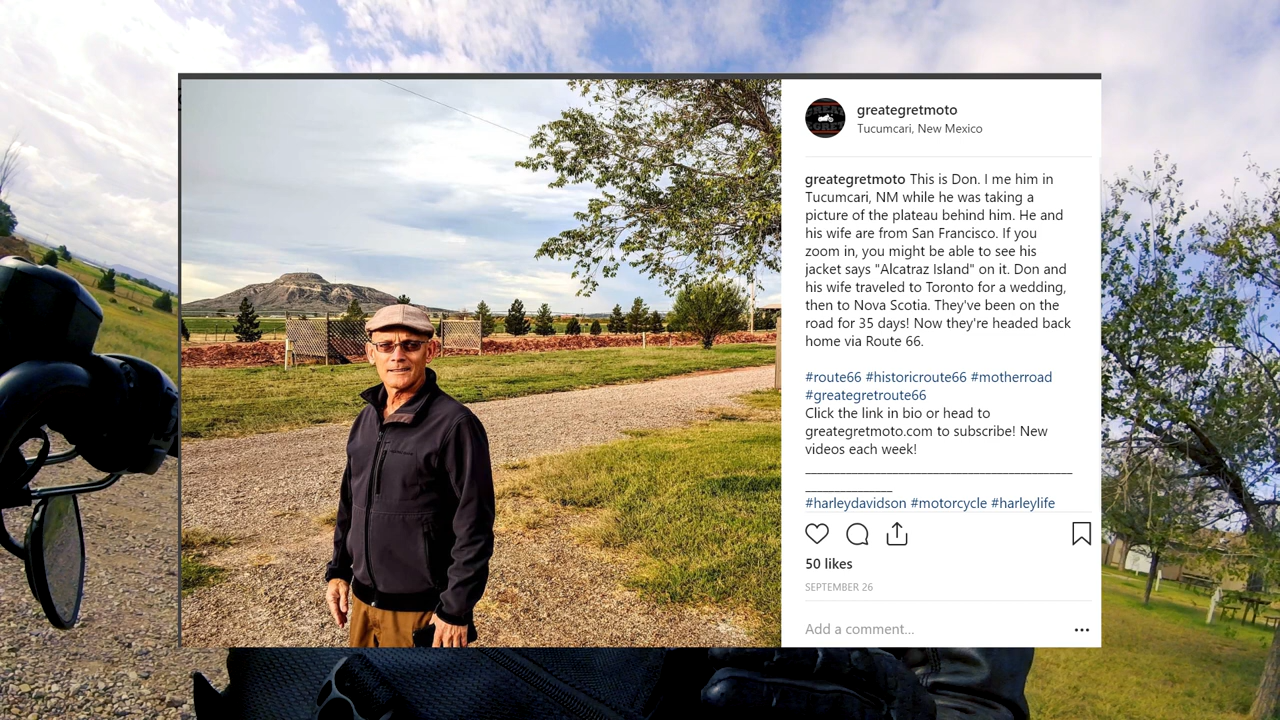 greategretmoto
Tucumcari, New Mexico
greategretmoto This is Don. I me him in
Tucumcari, NM while he was taking a
picture of the plateau behind him. He and
his wife are from San Francisco. If you
zoom in, you might be able to see his
jacket says "Alcatraz Island" on it. Don and
his wife traveled to Toronto for a wedding,
then to Nova Scotia. They've been on the
road for 35 days! Now they're headed back
home via Route 66.
#route66 #historicroute66 #motherroad
#greategretroute66
Click the link in bio or head to
greategretmoto.com to subscribe! New
videos each week!
#harleydavidson #motorcycle #harleylife
50 likes
SEPTEMBER 26
Add a comment...